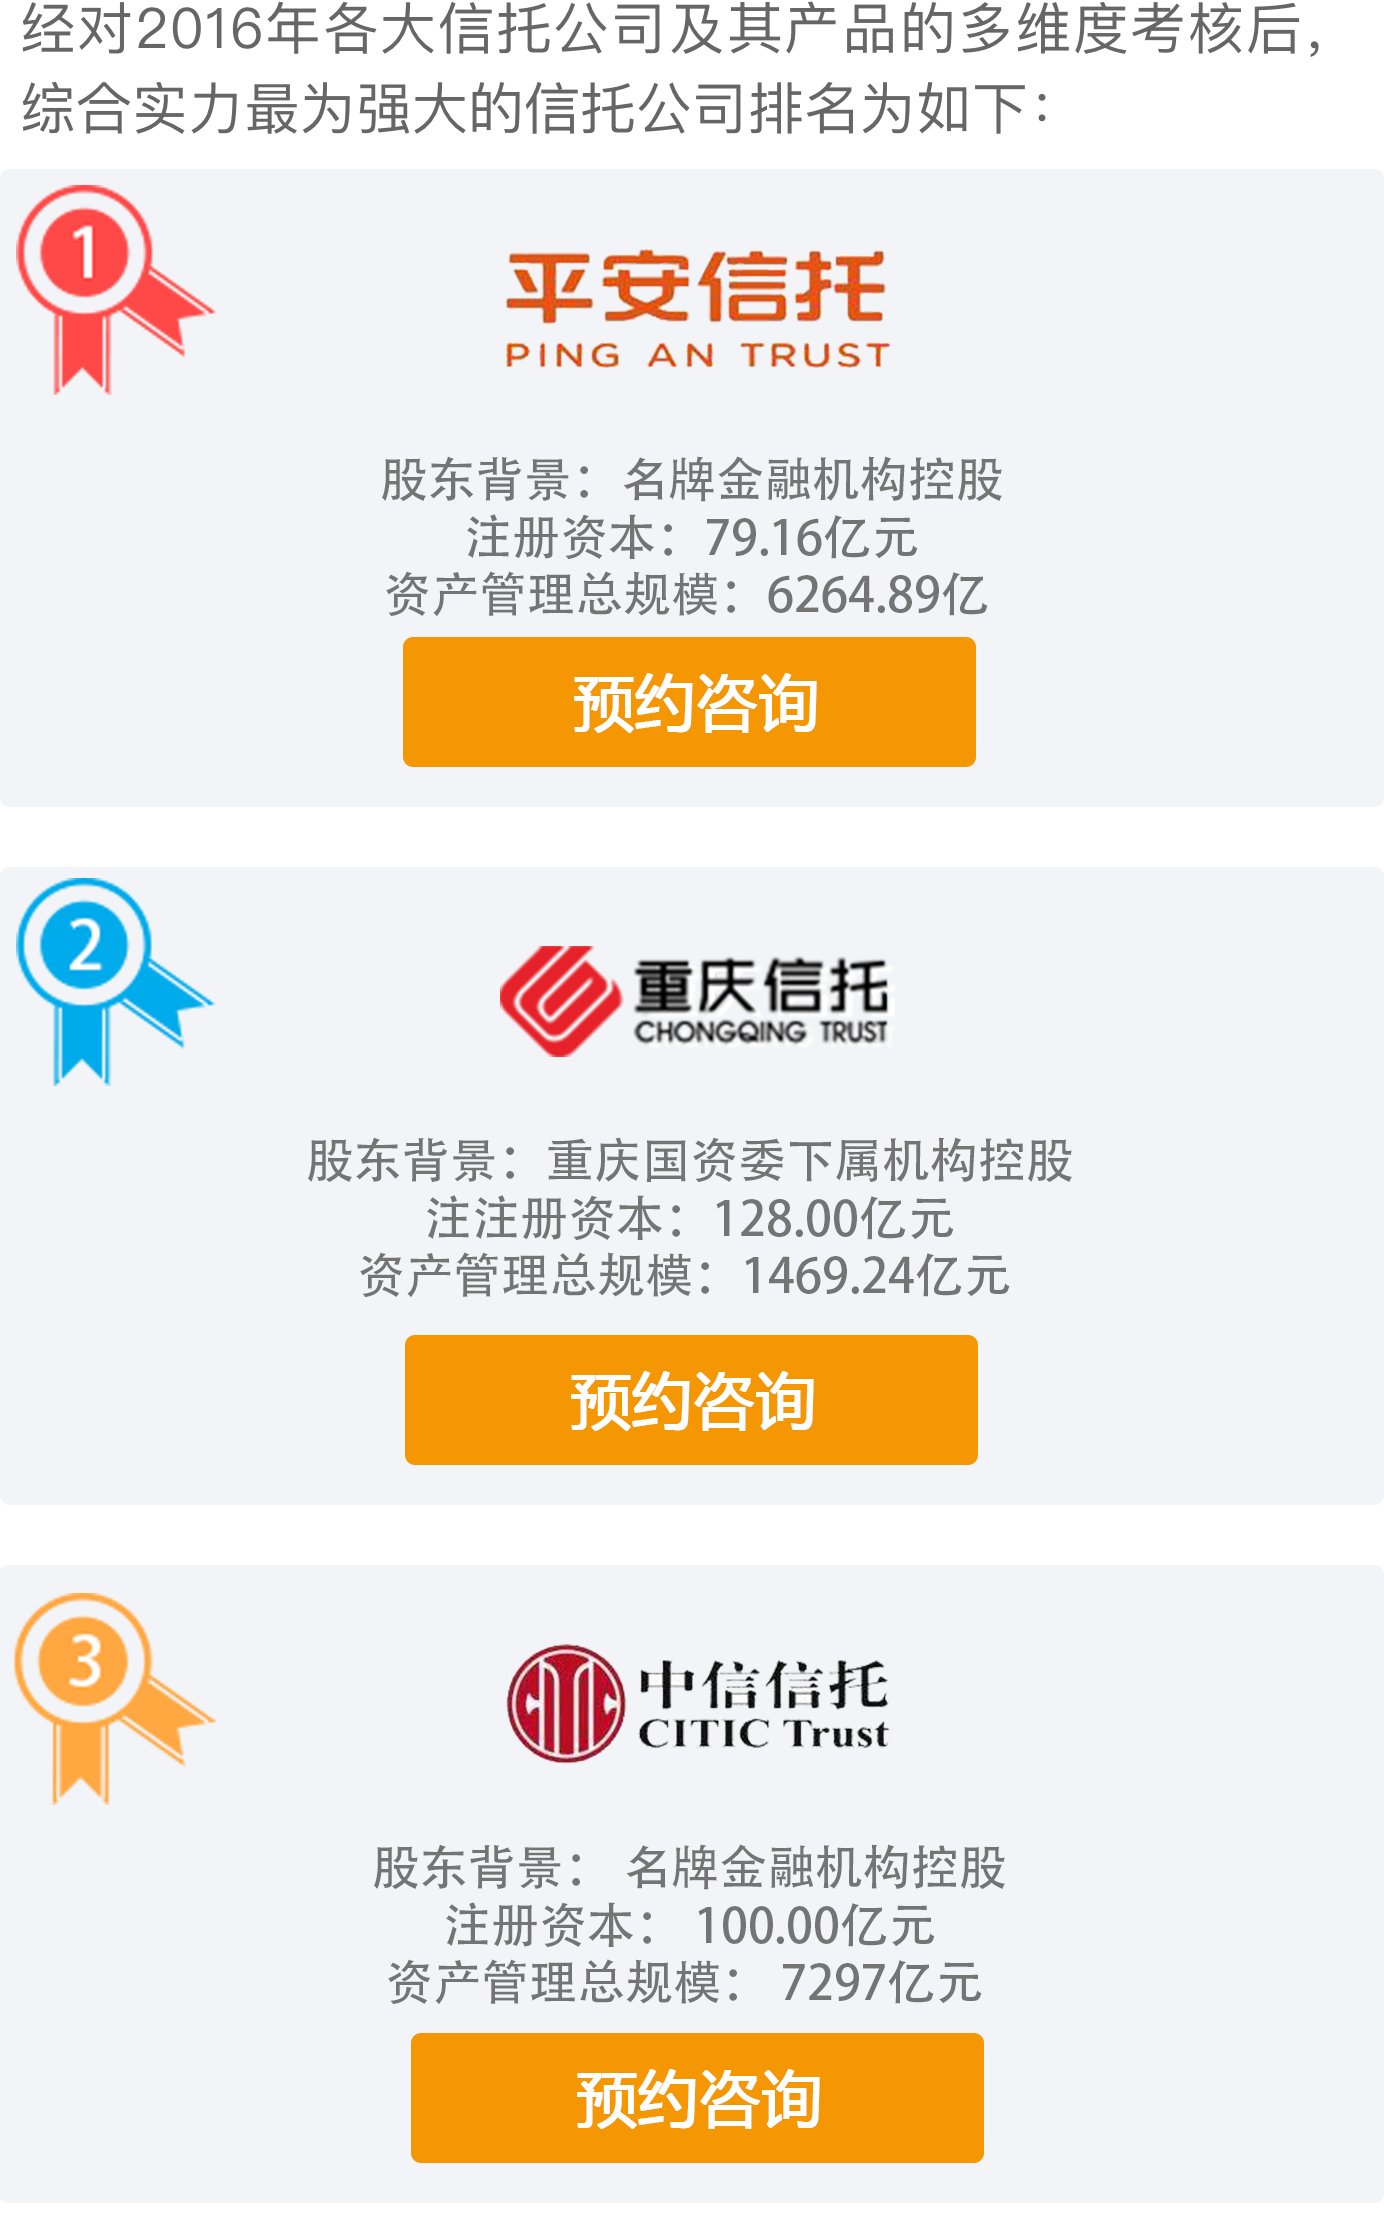 经对2016年各大信托公司及其产品的多维度考核后，
综合实力最为强大的信托公司排名为如下：
1
平安信托
PING AN TRUST
股东背景：名牌金融机构控股
注册资本：79.16亿元
资产管理总规模：6264.89亿
预约咨询
2
重庆信托
CHONGQING TRUST
股东背景：重庆国资委下属机构控股
注注册资本：128.00亿元
资产管理总规模：1469.24亿元
预约咨询
3
中信信托
CITIC Trust
股东背景： 名牌金融机构控股
注册资本： 100.00亿元
资产管理总规模： 7297亿元
预约咨询